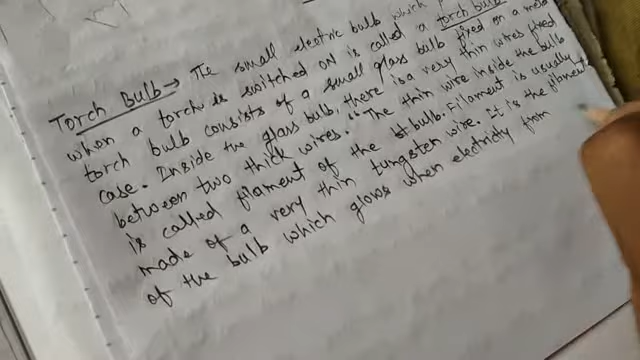 Torch Bulb → The small electric bulb which
when a torch is switched ON is called a torch bulb
torch bulb consists of a small glass bulb fixed on a metal
case. Inside the glass bulb, there is a very thin wires fixed
between two thick wires. "The thin wire inside the bulb
is called filament of the bulb. Filament is usually
made of a very thin tungsten wire. It is the filament
of the bulb which glows when electricity from